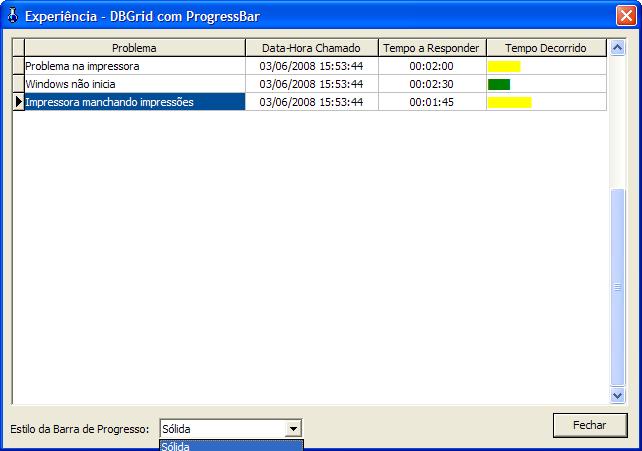 Experiência - DBGrid com ProgressBar
Problema Data-Hora Chamado Tempo a Responder Tempo Decorrido
Problema na impressora 03/06/2008 15:53:44 00:02:00
Windows não inicia 03/06/2008 15:53:44 00:02:30
Impressora manchando impressões 03/06/2008 15:53:44 00:01:45
Estilo da Barra de Progresso: Sólida Fechar
Sólida